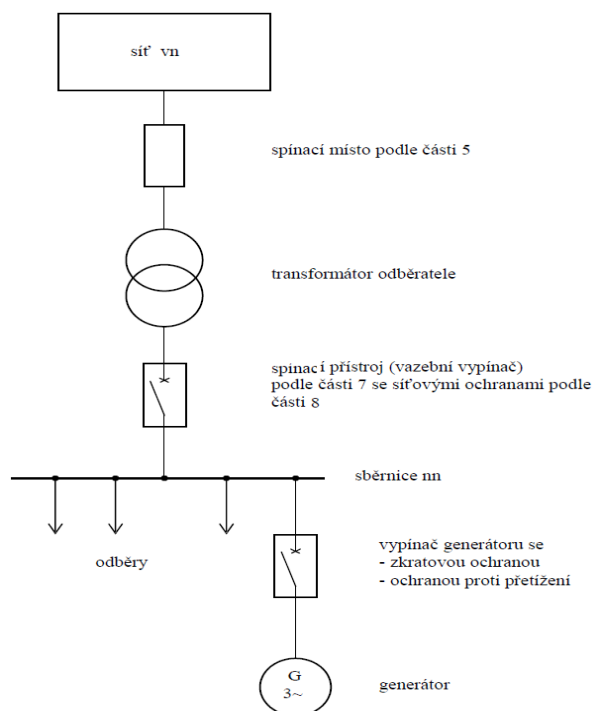 síť vn
spínací místo podle části 5
transformátor odběratele
spínací přístroj (vazební vypínač)
podle části 7 se síťovými ochranami podle
části 8
sběrnice nn
odběry
vypínač generátoru se
- zkratovou ochranou
- ochranou proti přetížení
G
3~
generátor